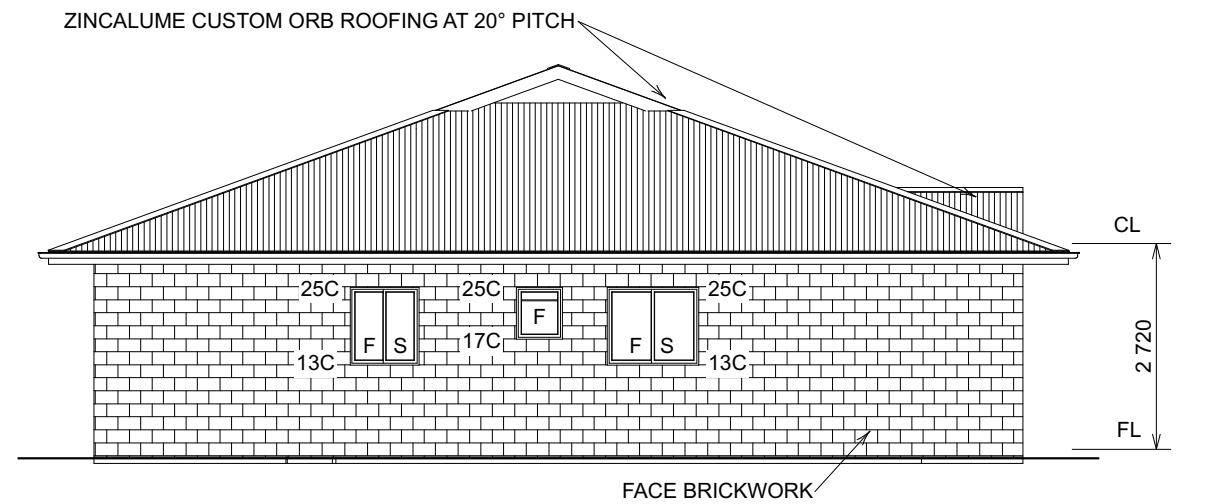 ZINCALUME CUSTOM ORB ROOFING AT 20° PITCH
CL
25C 25C 25C
F
F S F S
17C
13C 13C
2 720
FL
FACE BRICKWORK